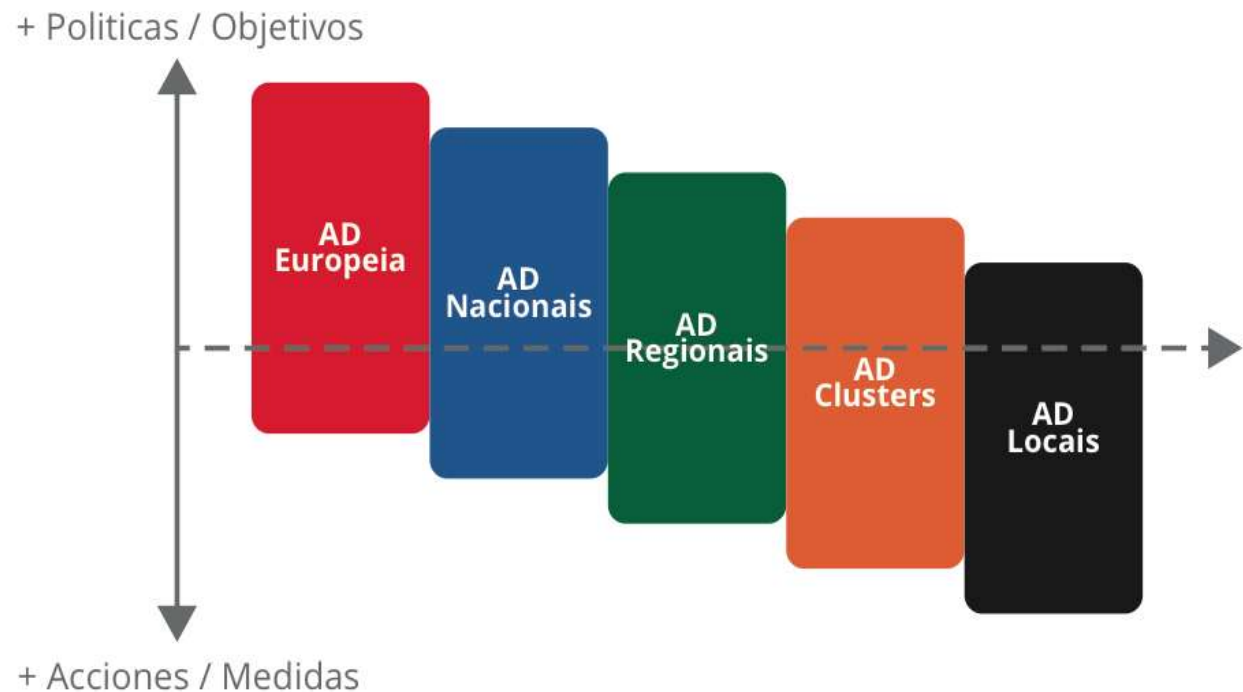 + Politicas / Objetivos
AD
Europeia
AD
Nacionais
AD
Regionais
AD
Clusters
AD
Locais
+ Acciones / Medidas